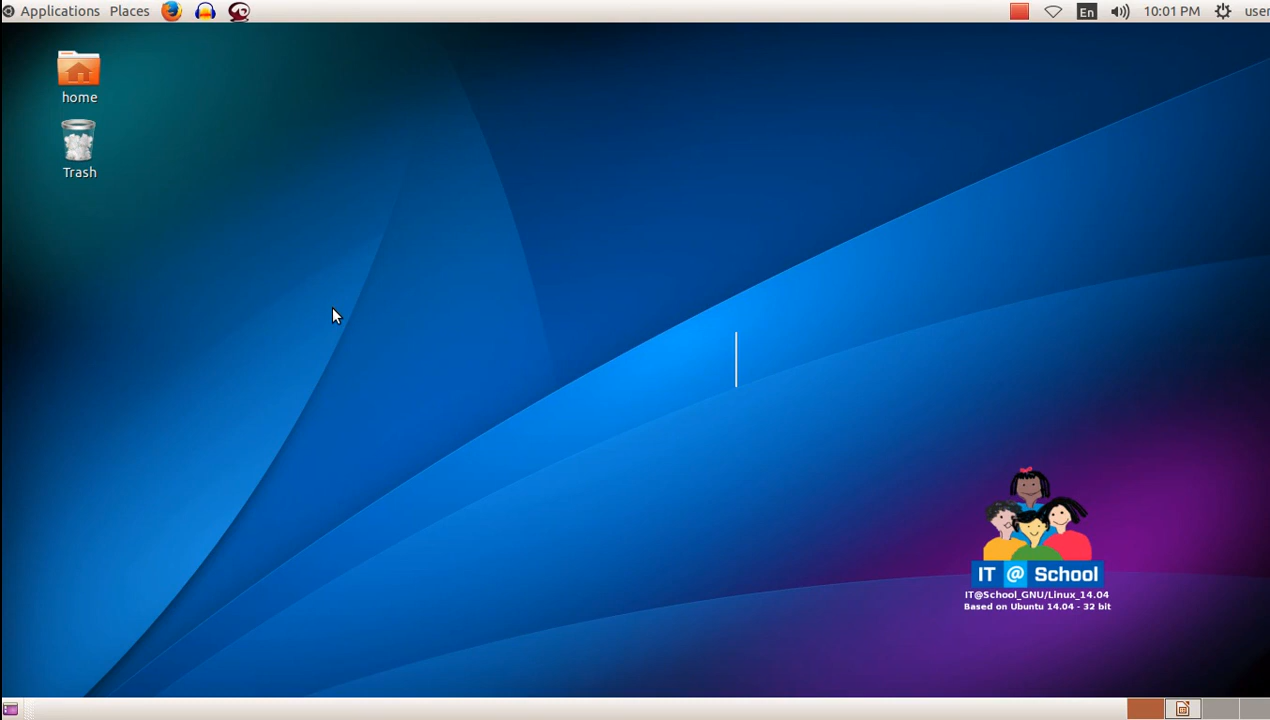 Applications Places En 10:01 PM user
home
Trash
IT @ School
IT@School_GNU/Linux_14.04
Based on Ubuntu 14.04 - 32 bit